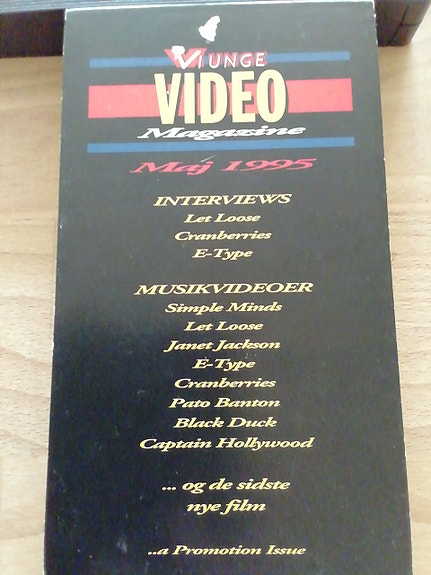 Vi UNGE
VIDEO
Magazine
Maj 1995
INTERVIEWS
Let Loose
Cranberries
E-Type
MUSIKVIDEOER
Simple Minds
Let Loose
Janet Jackson
E-Type
Cranberries
Pato Banton
Black Duck
Captain Hollywood
... og de sidste
nye film
..a Promotion Issue